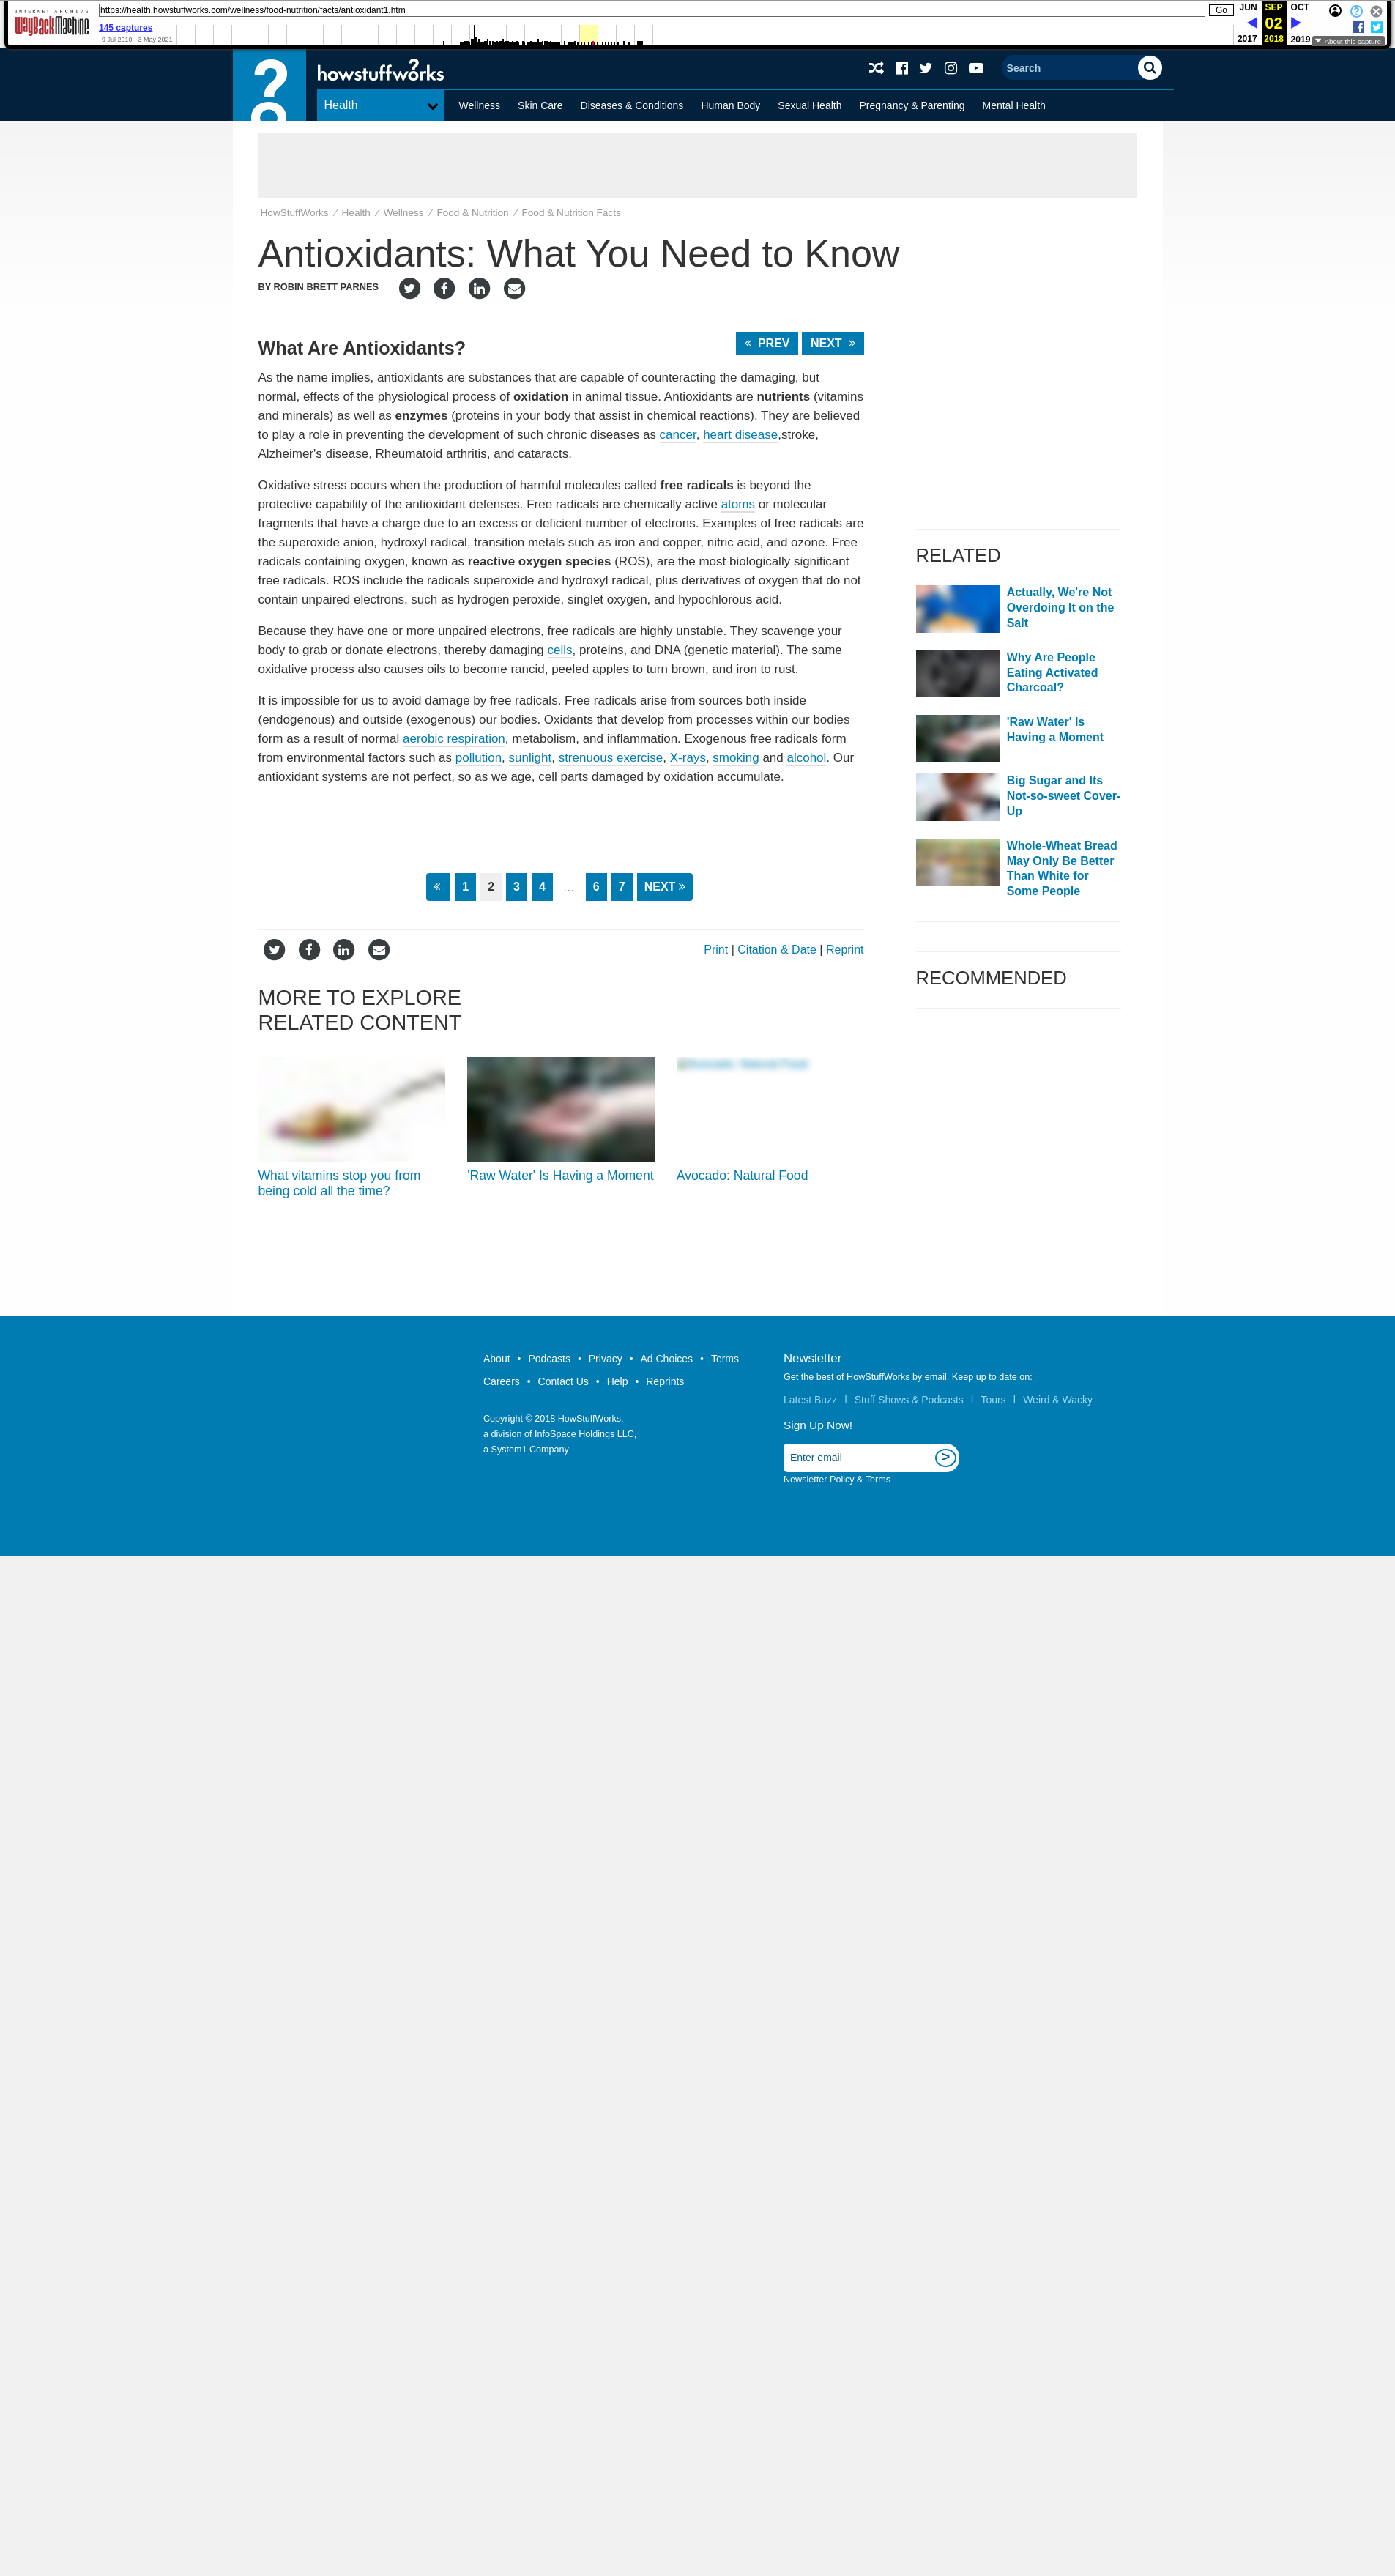 INTERNET ARCHIVE
WayBackMachine
https://health.howstuffworks.com/wellness/food-nutrition/facts/antioxidant1.htm
Go
JUN SEP OCT
145 captures
02
9 Jul 2010 - 3 May 2021
2017 2018 2019
About this capture
howstuffworks
Search
Health
Wellness Skin Care Diseases & Conditions Human Body Sexual Health Pregnancy & Parenting Mental Health
HowStuffWorks / Health / Wellness / Food & Nutrition / Food & Nutrition Facts
Antioxidants: What You Need to Know
BY ROBIN BRETT PARNES
What Are Antioxidants?
« PREV NEXT »
As the name implies, antioxidants are substances that are capable of counteracting the damaging, but
normal, effects of the physiological process of oxidation in animal tissue. Antioxidants are nutrients (vitamins
and minerals) as well as enzymes (proteins in your body that assist in chemical reactions). They are believed
to play a role in preventing the development of such chronic diseases as cancer, heart disease,stroke,
Alzheimer's disease, Rheumatoid arthritis, and cataracts.
Oxidative stress occurs when the production of harmful molecules called free radicals is beyond the
protective capability of the antioxidant defenses. Free radicals are chemically active atoms or molecular
fragments that have a charge due to an excess or deficient number of electrons. Examples of free radicals are
the superoxide anion, hydroxyl radical, transition metals such as iron and copper, nitric acid, and ozone. Free
radicals containing oxygen, known as reactive oxygen species (ROS), are the most biologically significant
free radicals. ROS include the radicals superoxide and hydroxyl radical, plus derivatives of oxygen that do not
contain unpaired electrons, such as hydrogen peroxide, singlet oxygen, and hypochlorous acid.
Because they have one or more unpaired electrons, free radicals are highly unstable. They scavenge your
body to grab or donate electrons, thereby damaging cells, proteins, and DNA (genetic material). The same
oxidative process also causes oils to become rancid, peeled apples to turn brown, and iron to rust.
It is impossible for us to avoid damage by free radicals. Free radicals arise from sources both inside
(endogenous) and outside (exogenous) our bodies. Oxidants that develop from processes within our bodies
form as a result of normal aerobic respiration, metabolism, and inflammation. Exogenous free radicals form
from environmental factors such as pollution, sunlight, strenuous exercise, X-rays, smoking and alcohol. Our
antioxidant systems are not perfect, so as we age, cell parts damaged by oxidation accumulate.
« 1 2 3 4 ... 6 7 NEXT »
Print | Citation & Date | Reprint
MORE TO EXPLORE
RELATED CONTENT
What vitamins stop you from
being cold all the time?
'Raw Water' Is Having a Moment
Avocado: Natural Food
Avocado: Natural Food
RELATED
Actually, We're Not
Overdoing It on the
Salt
Why Are People
Eating Activated
Charcoal?
'Raw Water' Is
Having a Moment
Big Sugar and Its
Not-so-sweet Cover-
Up
Whole-Wheat Bread
May Only Be Better
Than White for
Some People
RECOMMENDED
About • Podcasts • Privacy • Ad Choices • Terms
Careers • Contact Us • Help • Reprints
Copyright © 2018 HowStuffWorks,
a division of InfoSpace Holdings LLC,
a System1 Company
Newsletter
Get the best of HowStuffWorks by email. Keep up to date on:
Latest Buzz | Stuff Shows & Podcasts | Tours | Weird & Wacky
Sign Up Now!
Enter email >
Newsletter Policy & Terms